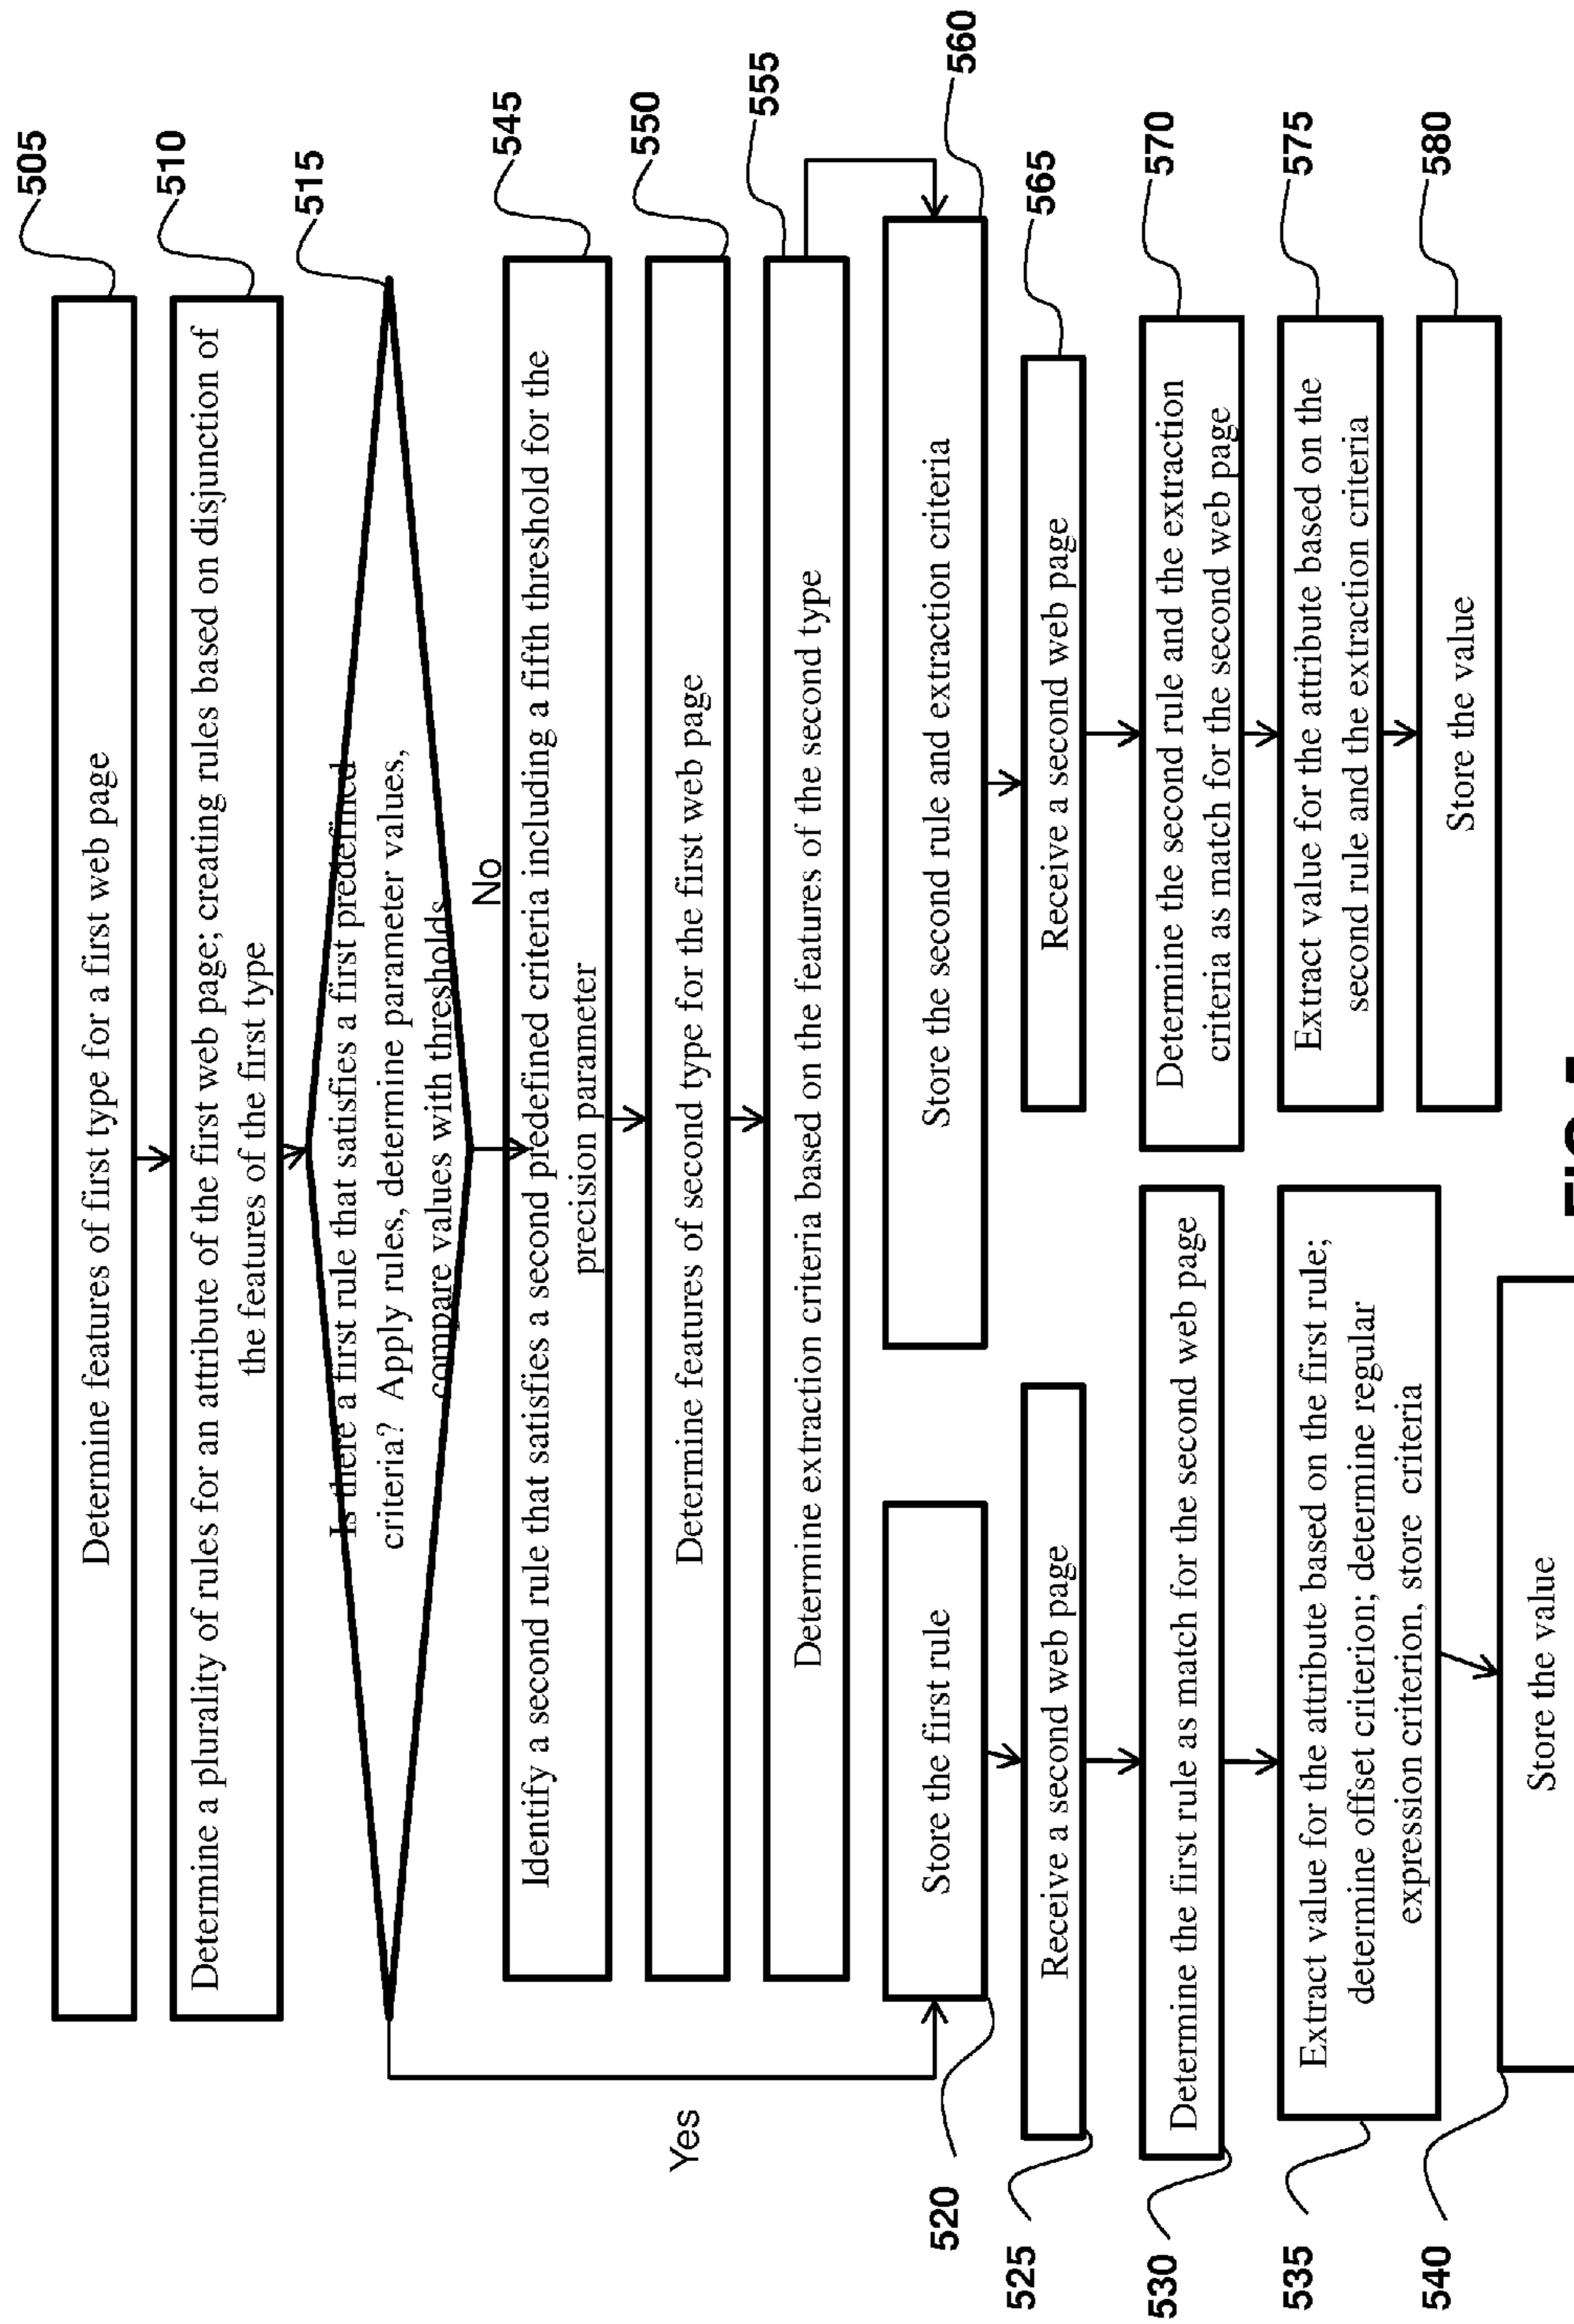 505
Determine features of first type for a first web page
510
Determine a plurality of rules for an attribute of the first web page; creating rules based on disjunction of
the features of the first type
515
Is there a first rule that satisfies a first predefined
criteria? Apply rules, determine parameter values,
compare values with thresholds
No
Yes
545
Identify a second rule that satisfies a second predefined criteria including a fifth threshold for the
precision parameter
550
Determine features of second type for the first web page
555
Determine extraction criteria based on the features of the second type
520
Store the first rule
560
Store the second rule and extraction criteria
525
Receive a second web page
565
Receive a second web page
530
Determine the first rule as match for the second web page
570
Determine the second rule and the extraction
criteria as match for the second web page
535
Extract value for the attribute based on the first rule;
determine offset criterion; determine regular
expression criterion, store criteria
575
Extract value for the attribute based on the
second rule and the extraction criteria
540
Store the value
580
Store the value